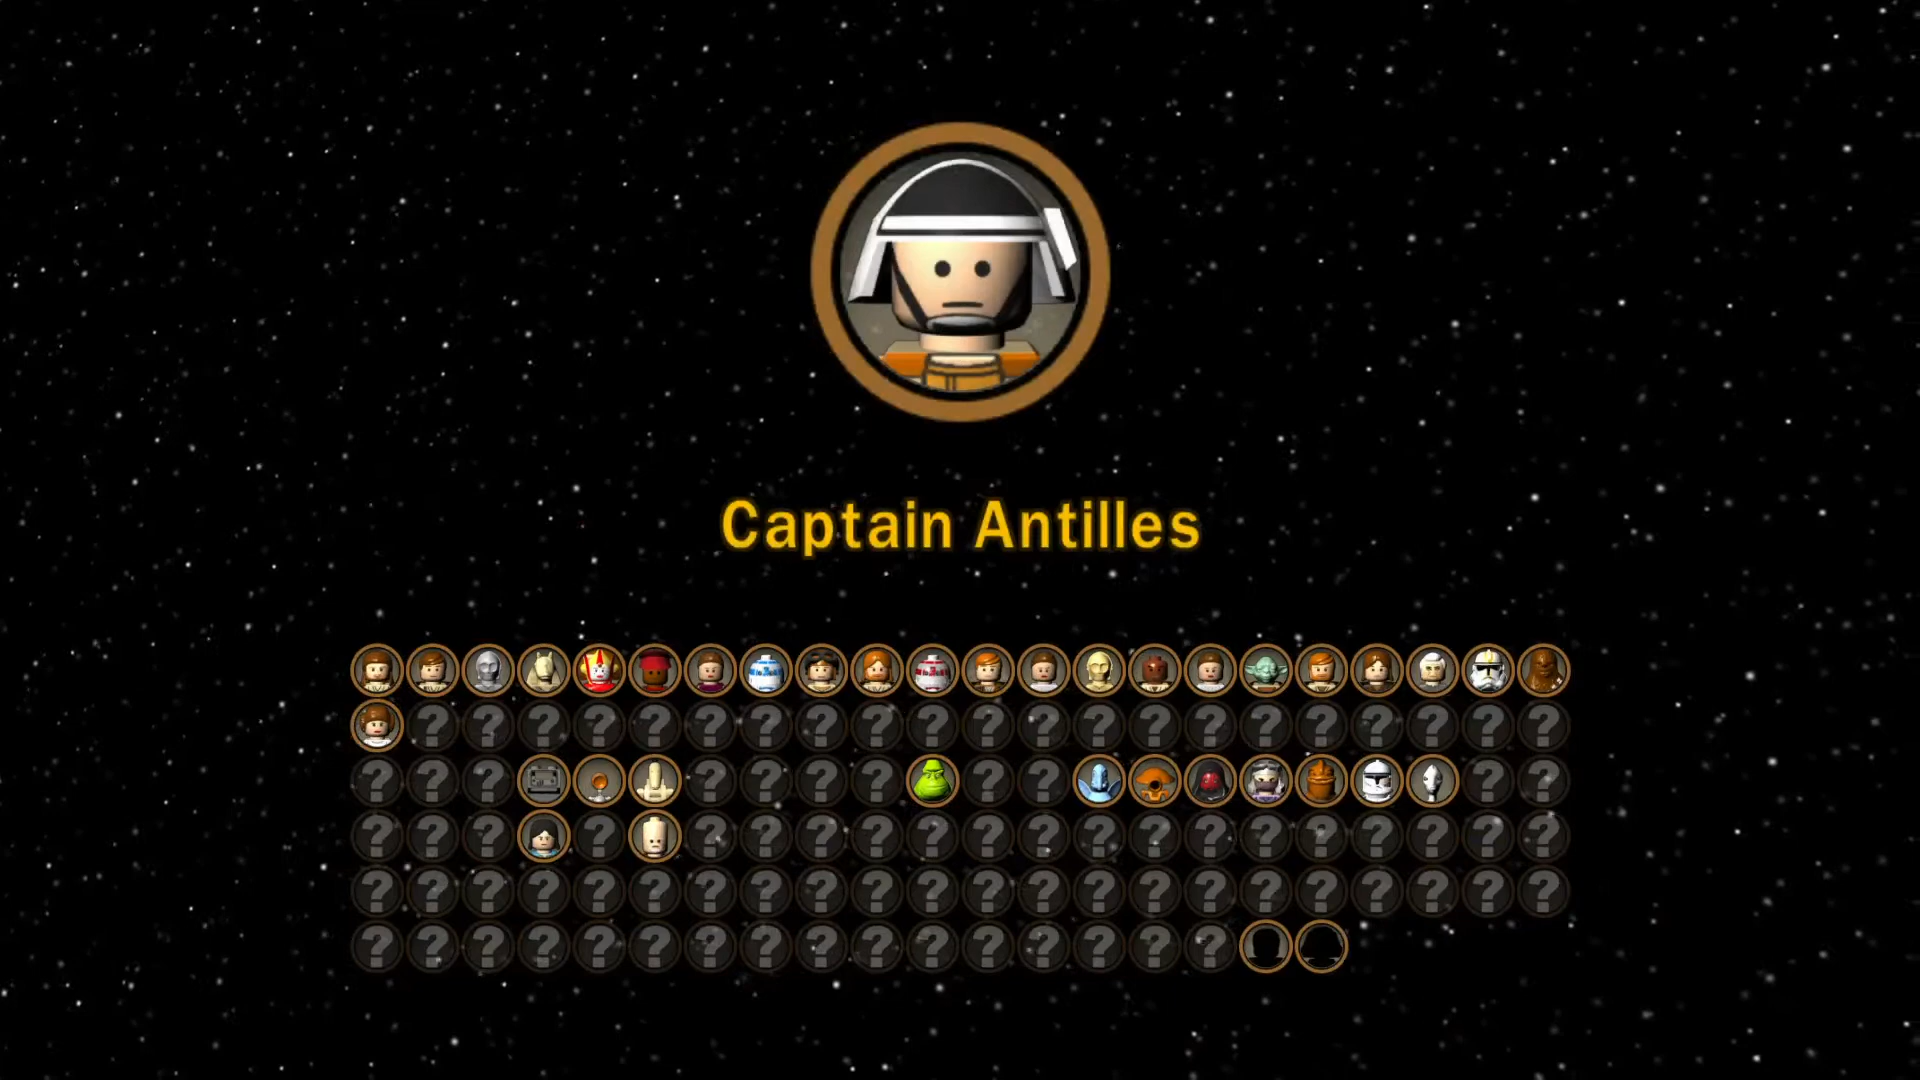 Captain Antilles
? ? ? ? ? ? ? ? ? ? ? ? ? ? ? ? ? ? ? ? ?
? ? ? ? ? ? ? ? ? ? ?
? ? ? ? ? ? ? ? ? ? ? ? ? ? ? ? ? ? ? ?
? ? ? ? ? ? ? ? ? ? ? ? ? ? ? ? ? ? ? ? ? ?
? ? ? ? ? ? ? ? ? ? ? ? ? ? ? ?